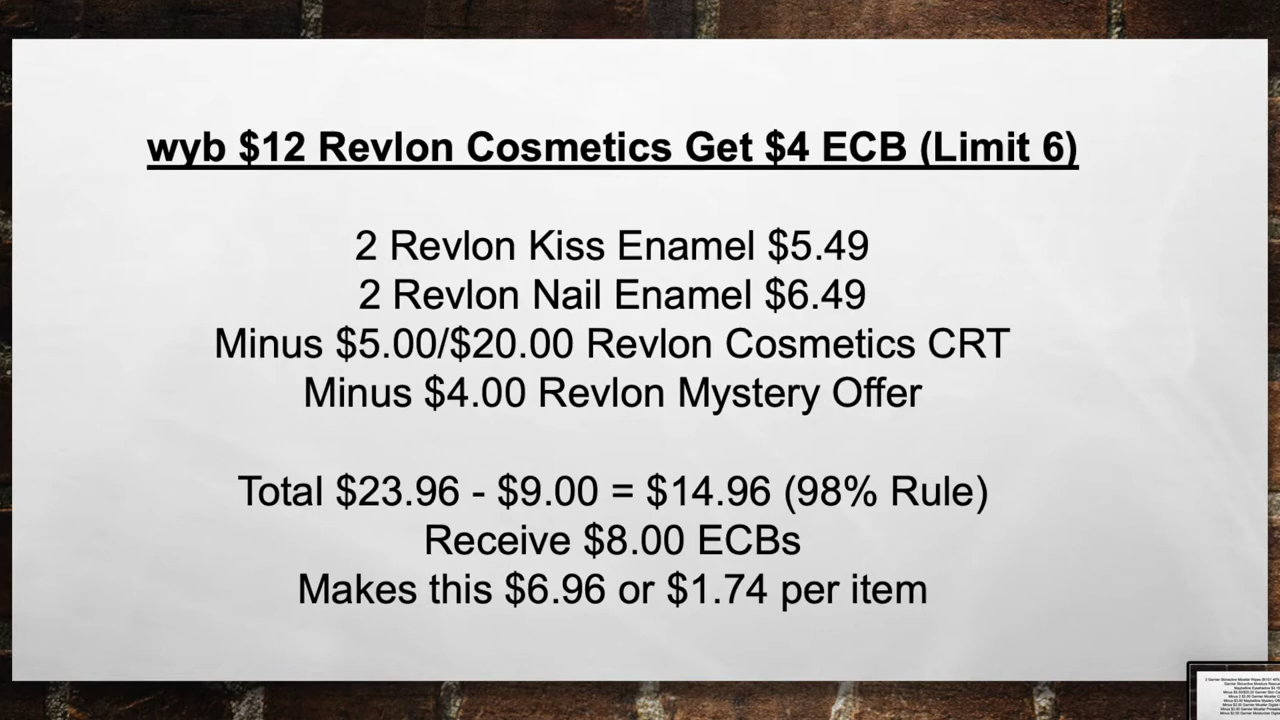 wyb $12 Revlon Cosmetics Get $4 ECB (Limit 6)
2 Revlon Kiss Enamel $5.49
2 Revlon Nail Enamel $6.49
Minus $5.00/$20.00 Revlon Cosmetics CRT
Minus $4.00 Revlon Mystery Offer
Total $23.96 - $9.00 = $14.96 (98% Rule)
Receive $8.00 ECBs
Makes this $6.96 or $1.74 per item